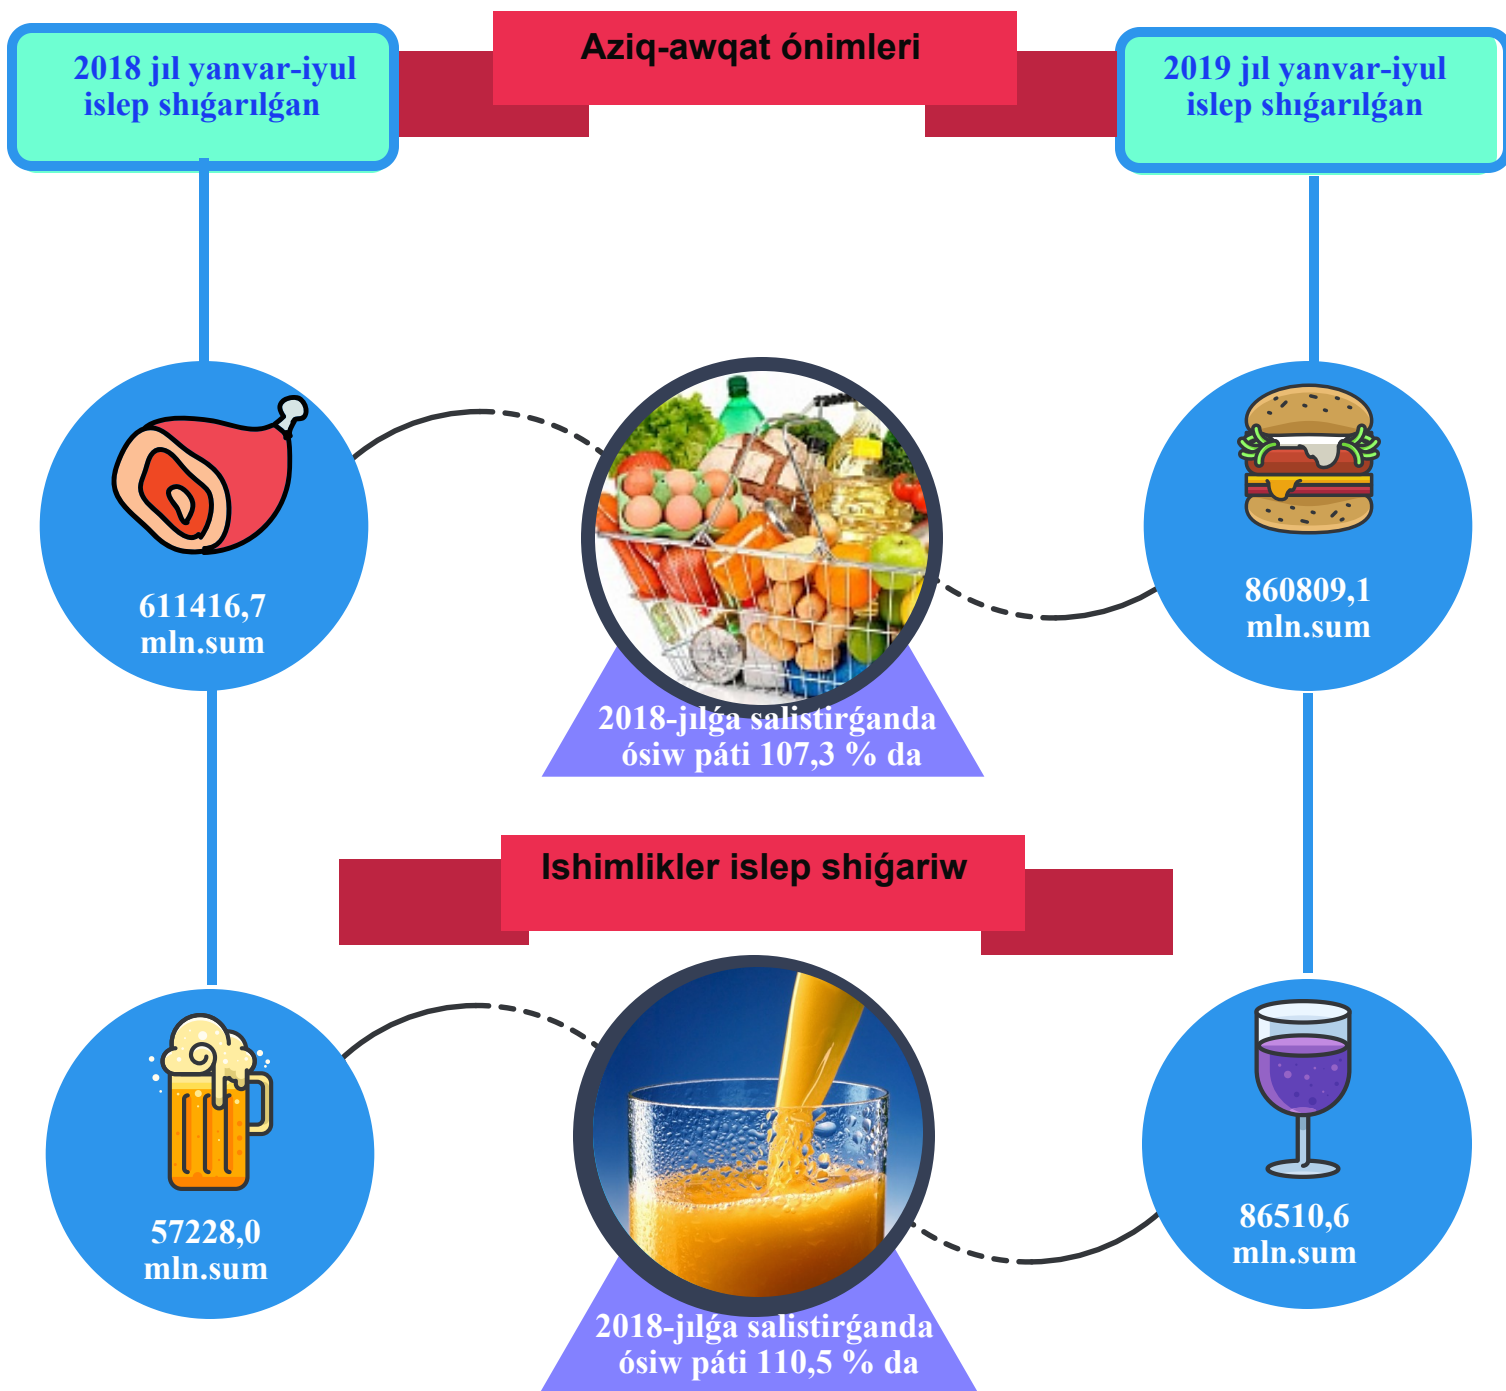 Aziq-awqat ónimleri
2018 jıl yanvar-iyul
islep shıǵarılǵan
2019 jıl yanvar-iyul
islep shıǵarılǵan
611416,7
mln.sum
860809,1
mln.sum
2018-jılǵa salistirǵanda
ósiw páti 107,3 % da
Ishimlikler islep shiǵariw
57228,0
mln.sum
86510,6
mln.sum
2018-jılǵa salistirǵanda
ósiw páti 110,5 % da